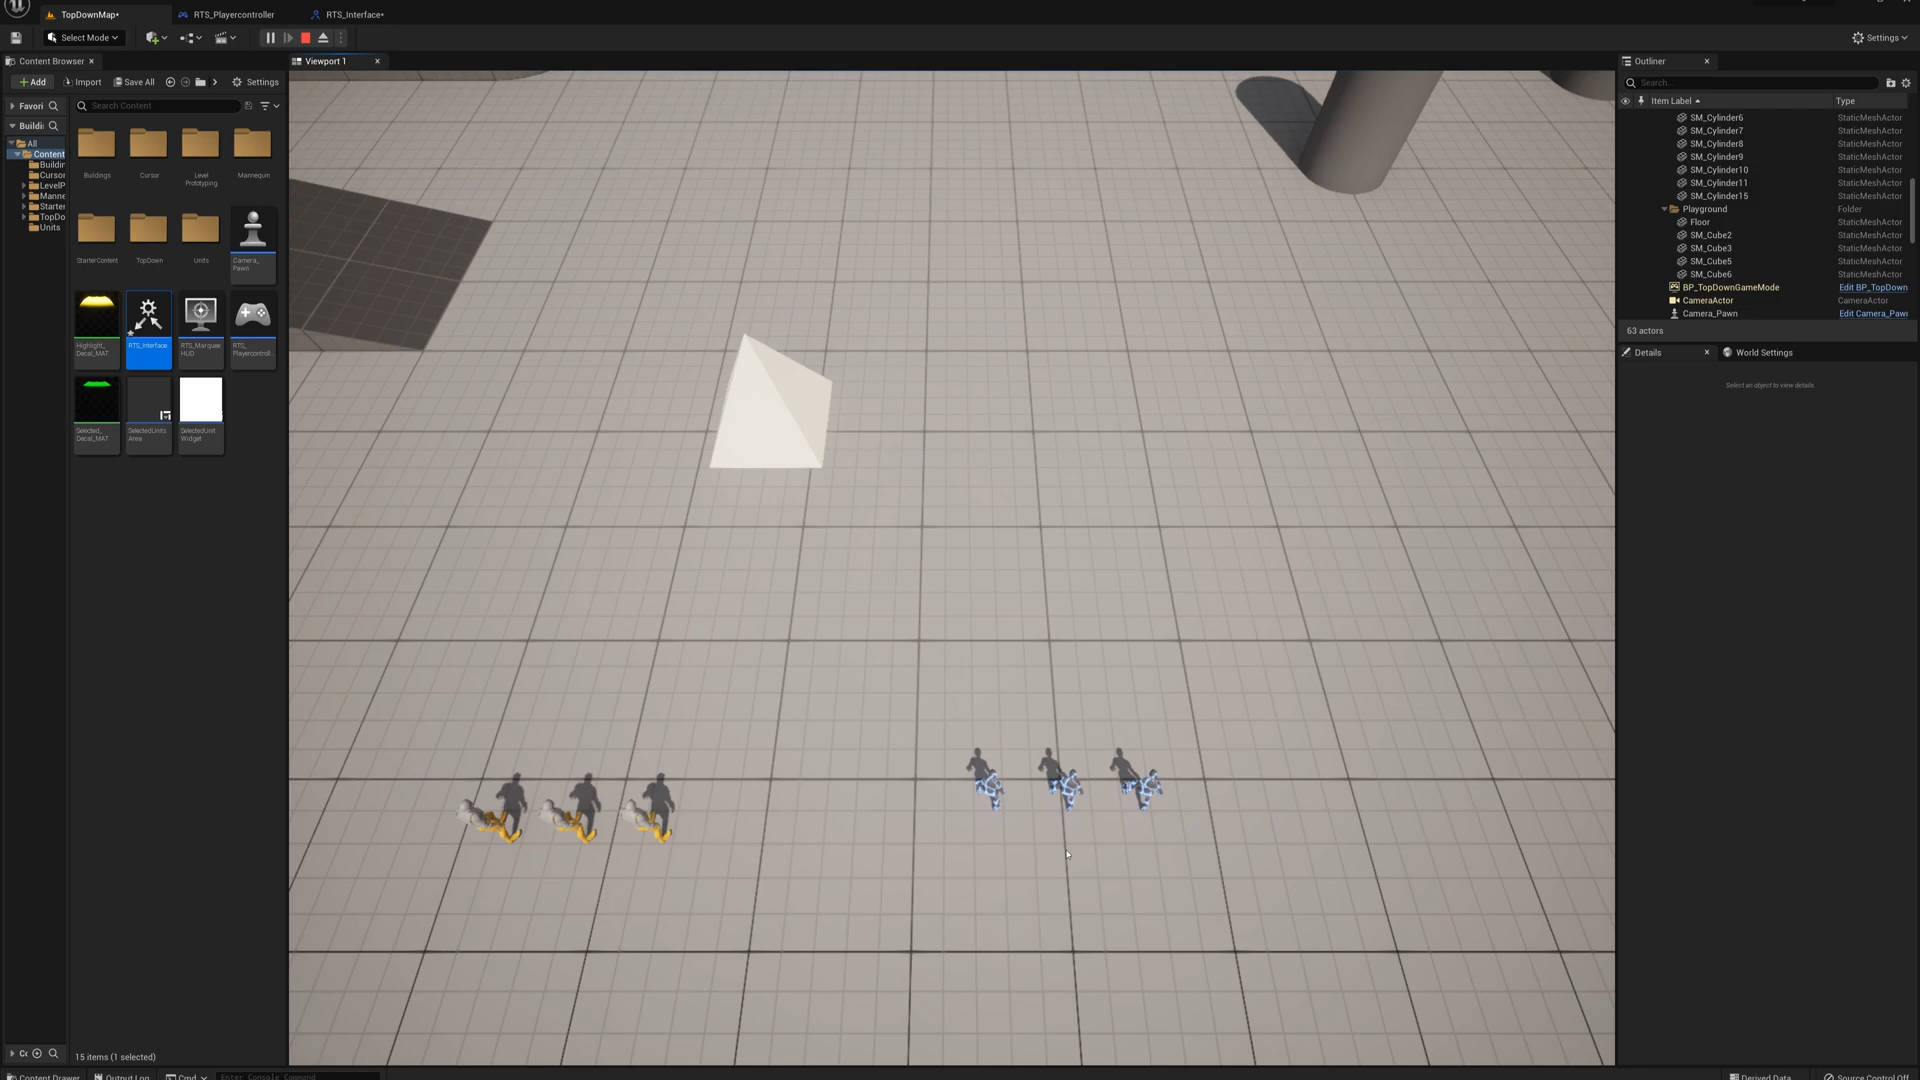 TopDownMap•
RTS_Playercontroller
RTS_Interface•
Select Mode
Settings
Content Browser
Viewport 1
Outliner
Add
Import
Save All
Settings
Search...
Favori
Search Content
Item Label
Type
Buildi
All
Content
Buildin
Cursor
LevelP
Manne
Starter
TopDo
Units
Buildings
Cursor
Level
Prototyping
Mannequin
StarterContent
TopDown
Units
Camera_
Pawn
Highlight_
Decal_MAT
RTS_Interface
RTS_Marquee
HUD
RTS_
Playercontroll..
Selected_
Decal_MAT
SelectedUnits
Area
SelectedUnit
Widget
SM_Cylinder6 StaticMeshActor
SM_Cylinder7 StaticMeshActor
SM_Cylinder8 StaticMeshActor
SM_Cylinder9 StaticMeshActor
SM_Cylinder10 StaticMeshActor
SM_Cylinder11 StaticMeshActor
SM_Cylinder15 StaticMeshActor
Playground Folder
Floor StaticMeshActor
SM_Cube2 StaticMeshActor
SM_Cube3 StaticMeshActor
SM_Cube5 StaticMeshActor
SM_Cube6 StaticMeshActor
BP_TopDownGameMode Edit BP_TopDown
CameraActor CameraActor
Camera_Pawn Edit Camera_Pawn
63 actors
Details
World Settings
Select an object to view details.
15 items (1 selected)
Content Drawer
Output Log
Cmd
Enter Console Command
Derived Data
Source Control Off